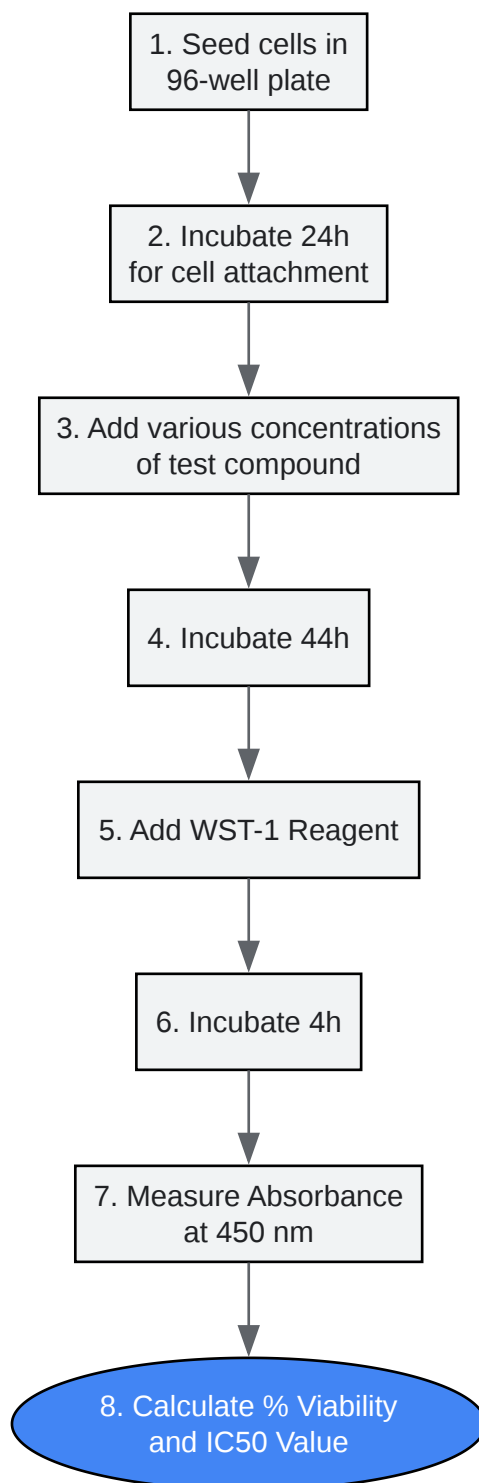 1. Seed cells in
96-well plate
2. Incubate 24h
for cell attachment
3. Add various concentrations
of test compound
4. Incubate 44h
5. Add WST-1 Reagent
6. Incubate 4h
7. Measure Absorbance
at 450 nm
8. Calculate % Viability
and IC50 Value